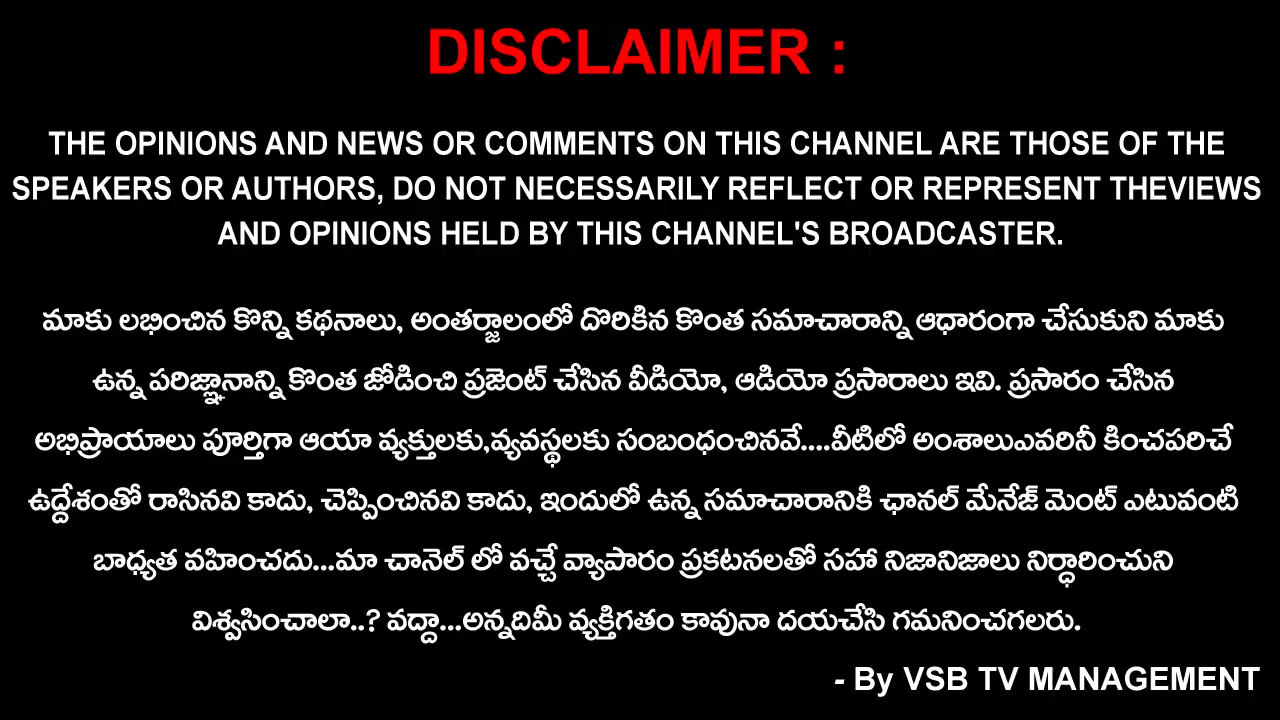 DISCLAIMER :
THE OPINIONS AND NEWS OR COMMENTS ON THIS CHANNEL ARE THOSE OF THE
SPEAKERS OR AUTHORS, DO NOT NECESSARILY REFLECT OR REPRESENT THEVIEWS
AND OPINIONS HELD BY THIS CHANNEL'S BROADCASTER.
మాకు లభించిన కొన్ని కథనాలు, అంతర్జాలంలో దొరికిన కొంత సమాచారాన్ని ఆధారంగా చేసుకుని మాకు
ఉన్న పరిజ్ఞానాన్ని కొంత జోడించి ప్రజెంట్ చేసిన వీడియో, ఆడియో ప్రసారాలు ఇవి. ప్రసారం చేసిన
అభిప్రాయాలు పూర్తిగా ఆయా వ్యక్తులకు,వ్యవస్థలకు సంబంధించినవే....వీటిలో అంశాలుఎవరినీ కించపరిచే
ఉద్దేశంతో రాసినవి కాదు, చెప్పించినవి కాదు, ఇందులో ఉన్న సమాచారానికి ఛానల్ మేనేజ్ మెంట్ ఎటువంటి
బాధ్యత వహించదు...మా చానెల్ లో వచ్చే వ్యాపారం ప్రకటనలతో సహా నిజానిజాలు నిర్ధారించుని
విశ్వసించాలా..? వద్దా...అన్నదిమీ వ్యక్తిగతం కావునా దయచేసి గమనించగలరు.
- By VSB TV MANAGEMENT